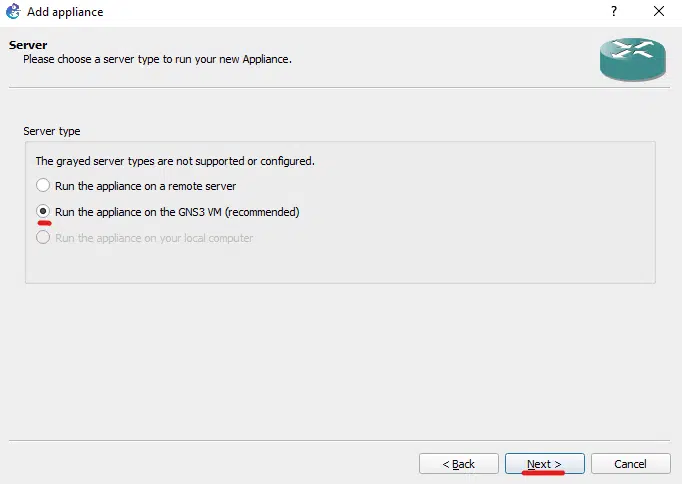 Add appliance
Server
Please choose a server type to run your new Appliance.
Server type
The grayed server types are not supported or configured.
Run the appliance on a remote server
Run the appliance on the GNS3 VM (recommended)
Run the appliance on your local computer
< Back
Next >
Cancel